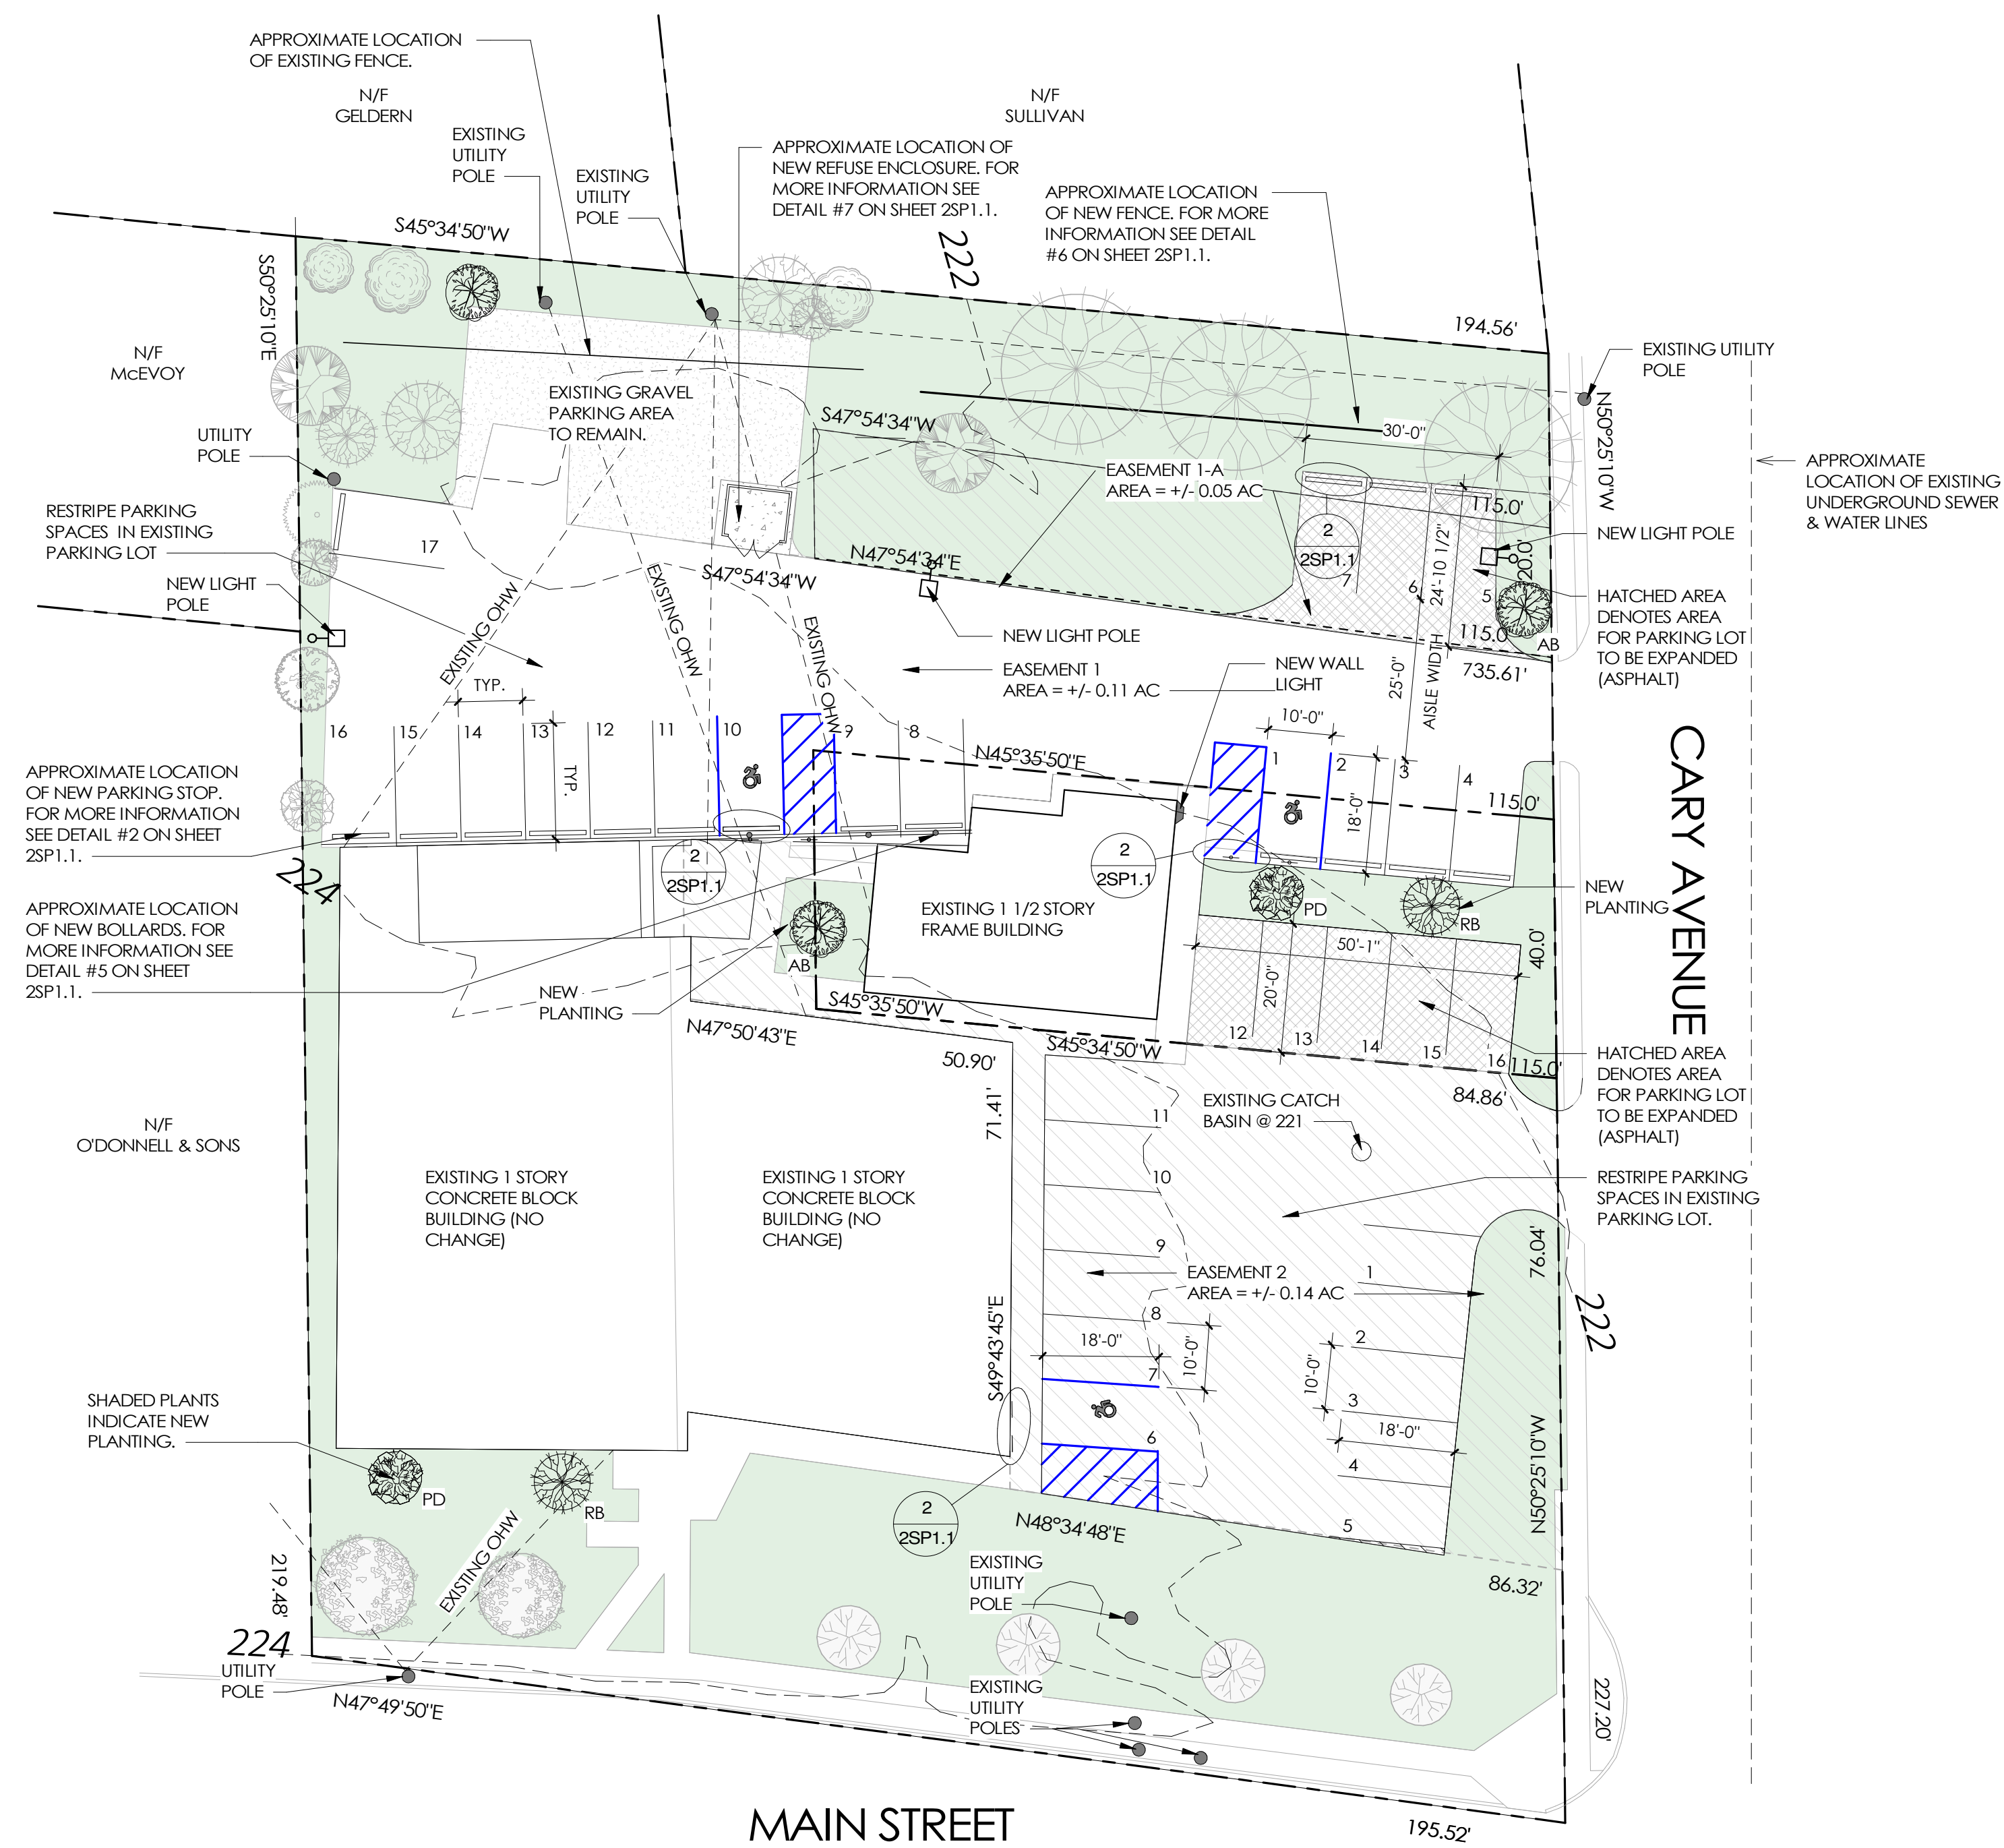 APPROXIMATE LOCATION
OF EXISTING FENCE.
N/F
GELDERN
N/F
SULLIVAN
EXISTING
UTILITY
POLE
EXISTING
UTILITY
POLE
APPROXIMATE LOCATION OF
NEW REFUSE ENCLOSURE. FOR
MORE INFORMATION SEE
DETAIL #7 ON SHEET 2SP1.1.
APPROXIMATE LOCATION
OF NEW FENCE. FOR MORE
INFORMATION SEE DETAIL
#6 ON SHEET 2SP1.1.
S45°34'50"W
222
S50°25'10"E
194.56'
N/F
McEVOY
EXISTING UTILITY
POLE
N50°25'10"W
EXISTING GRAVEL
PARKING AREA
TO REMAIN.
S47°54'34"W
30'-0"
UTILITY
POLE
EASEMENT 1-A
AREA = +/- 0.05 AC
APPROXIMATE
LOCATION OF EXISTING
UNDERGROUND SEWER
& WATER LINES
RESTRIPE PARKING
SPACES IN EXISTING
PARKING LOT
17
115.0'
2
2SP1.1
24'-10 1/2"
20.0'
NEW LIGHT POLE
N47°54'34"E
S47°54'34"W
7
6
5
NEW LIGHT
POLE
HATCHED AREA
DENOTES AREA
FOR PARKING LOT
TO BE EXPANDED
(ASPHALT)
EXISTING OHW
EXISTING OHW
EXISTING OHW
NEW LIGHT POLE
115.0'
AB
735.61'
EASEMENT 1
AREA = +/- 0.11 AC
NEW WALL
LIGHT
25'-0"
AISLE WIDTH
TYP.
10'-0"
16
15
14
13
12
11
10
9
8
TYP.
N45°35'50"E
1
2
3
4
18'-0"
115.0'
CARY AVENUE
APPROXIMATE LOCATION
OF NEW PARKING STOP.
FOR MORE INFORMATION
SEE DETAIL #2 ON SHEET
2SP1.1.
224
2
2SP1.1
2
2SP1.1
NEW
PLANTING
PD
RB
APPROXIMATE LOCATION
OF NEW BOLLARDS. FOR
MORE INFORMATION SEE
DETAIL #5 ON SHEET
2SP1.1.
EXISTING 1 1/2 STORY
FRAME BUILDING
50'-1"
40.0'
AB
20'-0"
NEW
PLANTING
S45°35'50"W
N47°50'43"E
12
13
14
15
16
S45°34'50"W
50.90'
115.0'
84.86'
HATCHED AREA
DENOTES AREA
FOR PARKING LOT
TO BE EXPANDED
(ASPHALT)
71.41'
EXISTING CATCH
BASIN @ 221
N/F
O'DONNELL & SONS
11
10
9
8
7
6
EXISTING 1 STORY
CONCRETE BLOCK
BUILDING (NO
CHANGE)
EXISTING 1 STORY
CONCRETE BLOCK
BUILDING (NO
CHANGE)
RESTRIPE PARKING
SPACES IN EXISTING
PARKING LOT.
76.04'
EASEMENT 2
AREA = +/- 0.14 AC
1
2
3
4
5
222
S49°43'45"E
18'-0"
10'-0"
10'-0"
18'-0"
SHADED PLANTS
INDICATE NEW
PLANTING.
PD
RB
N50°25'10"W
2
2SP1.1
N48°34'48"E
EXISTING OHW
219.48'
EXISTING
UTILITY
POLE
86.32'
224
UTILITY
POLE
N47°49'50"E
EXISTING
UTILITY
POLES
227.20'
MAIN STREET
195.52'